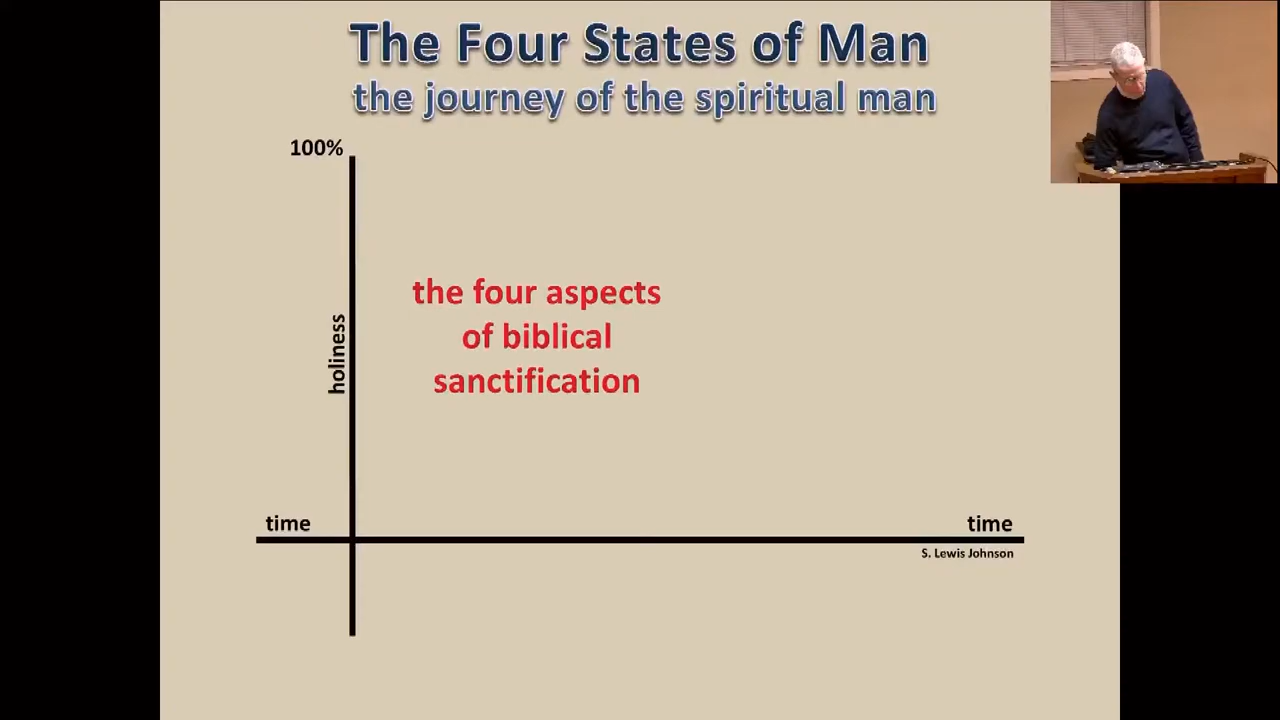 The Four States of Man
the journey of the spiritual man
100%
holiness
the four aspects
of biblical
sanctification
time
time
S. Lewis Johnson